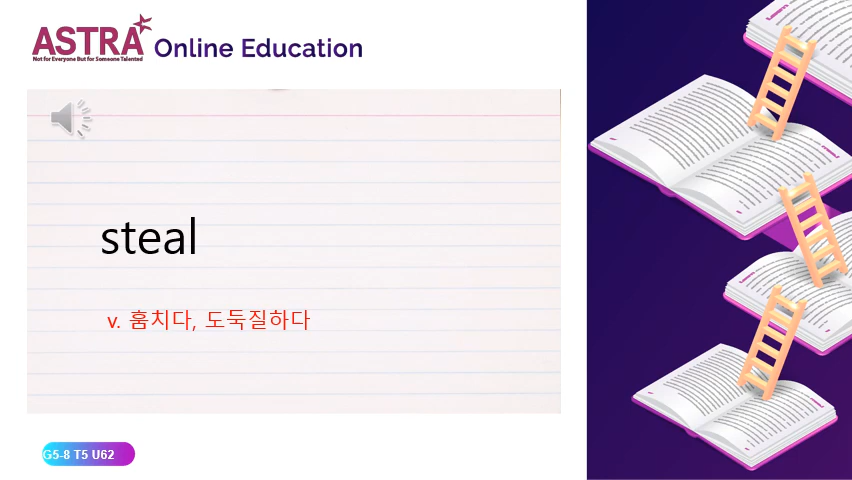 ASTRA
Not for Everyone But for Someone Talented
Online Education
steal
v. 훔치다, 도둑질하다
G5-8 T5 U62